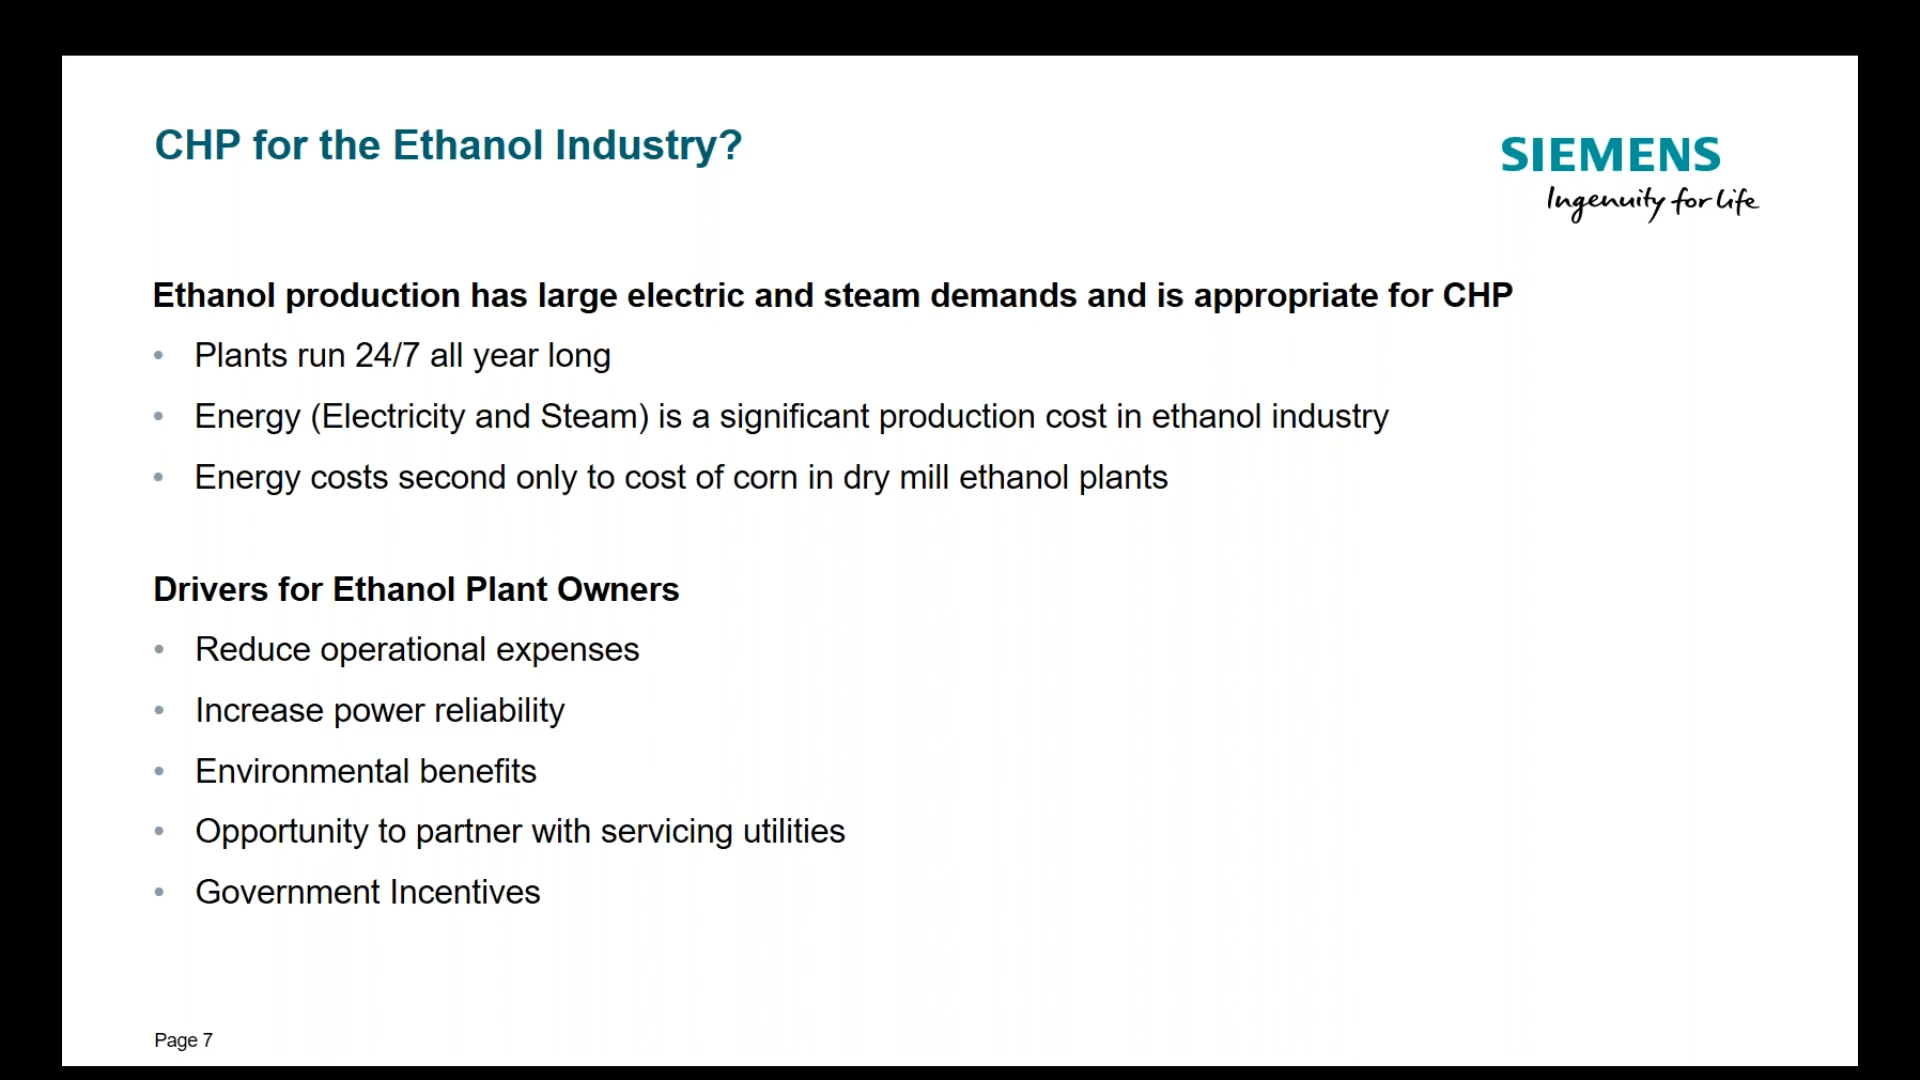 CHP for the Ethanol Industry?
SIEMENS
Ingenuity for life
Ethanol production has large electric and steam demands and is appropriate for CHP
• Plants run 24/7 all year long
• Energy (Electricity and Steam) is a significant production cost in ethanol industry
• Energy costs second only to cost of corn in dry mill ethanol plants
Drivers for Ethanol Plant Owners
• Reduce operational expenses
• Increase power reliability
• Environmental benefits
• Opportunity to partner with servicing utilities
• Government Incentives
Page 7